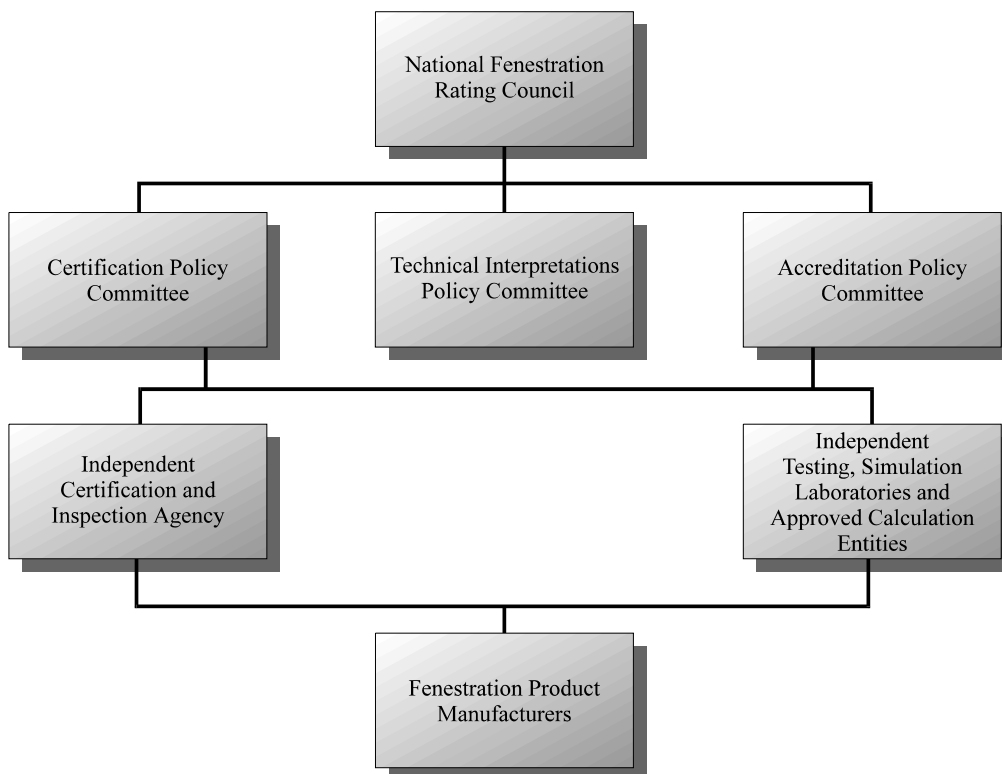 National Fenestration
Rating Council
Certification Policy
Committee
Technical Interpretations
Policy Committee
Accreditation Policy
Committee
Independent
Certification and
Inspection Agency
Independent
Testing, Simulation
Laboratories and
Approved Calculation
Entities
Fenestration Product
Manufacturers